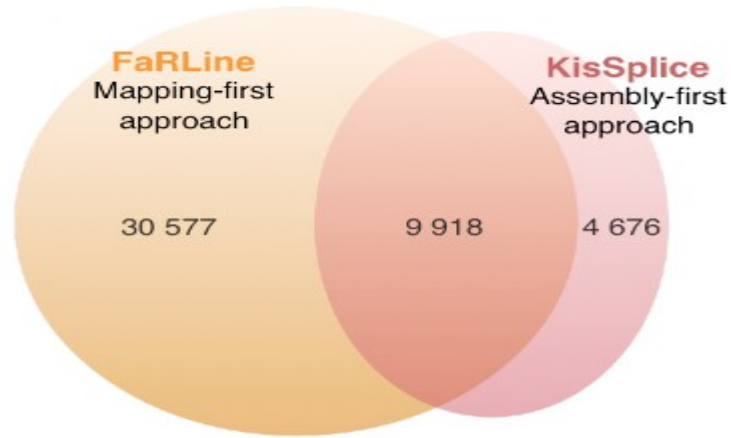 FaRLine
Mapping-first
approach
KisSplice
Assembly-first
approach
30 577
9 918
4 676